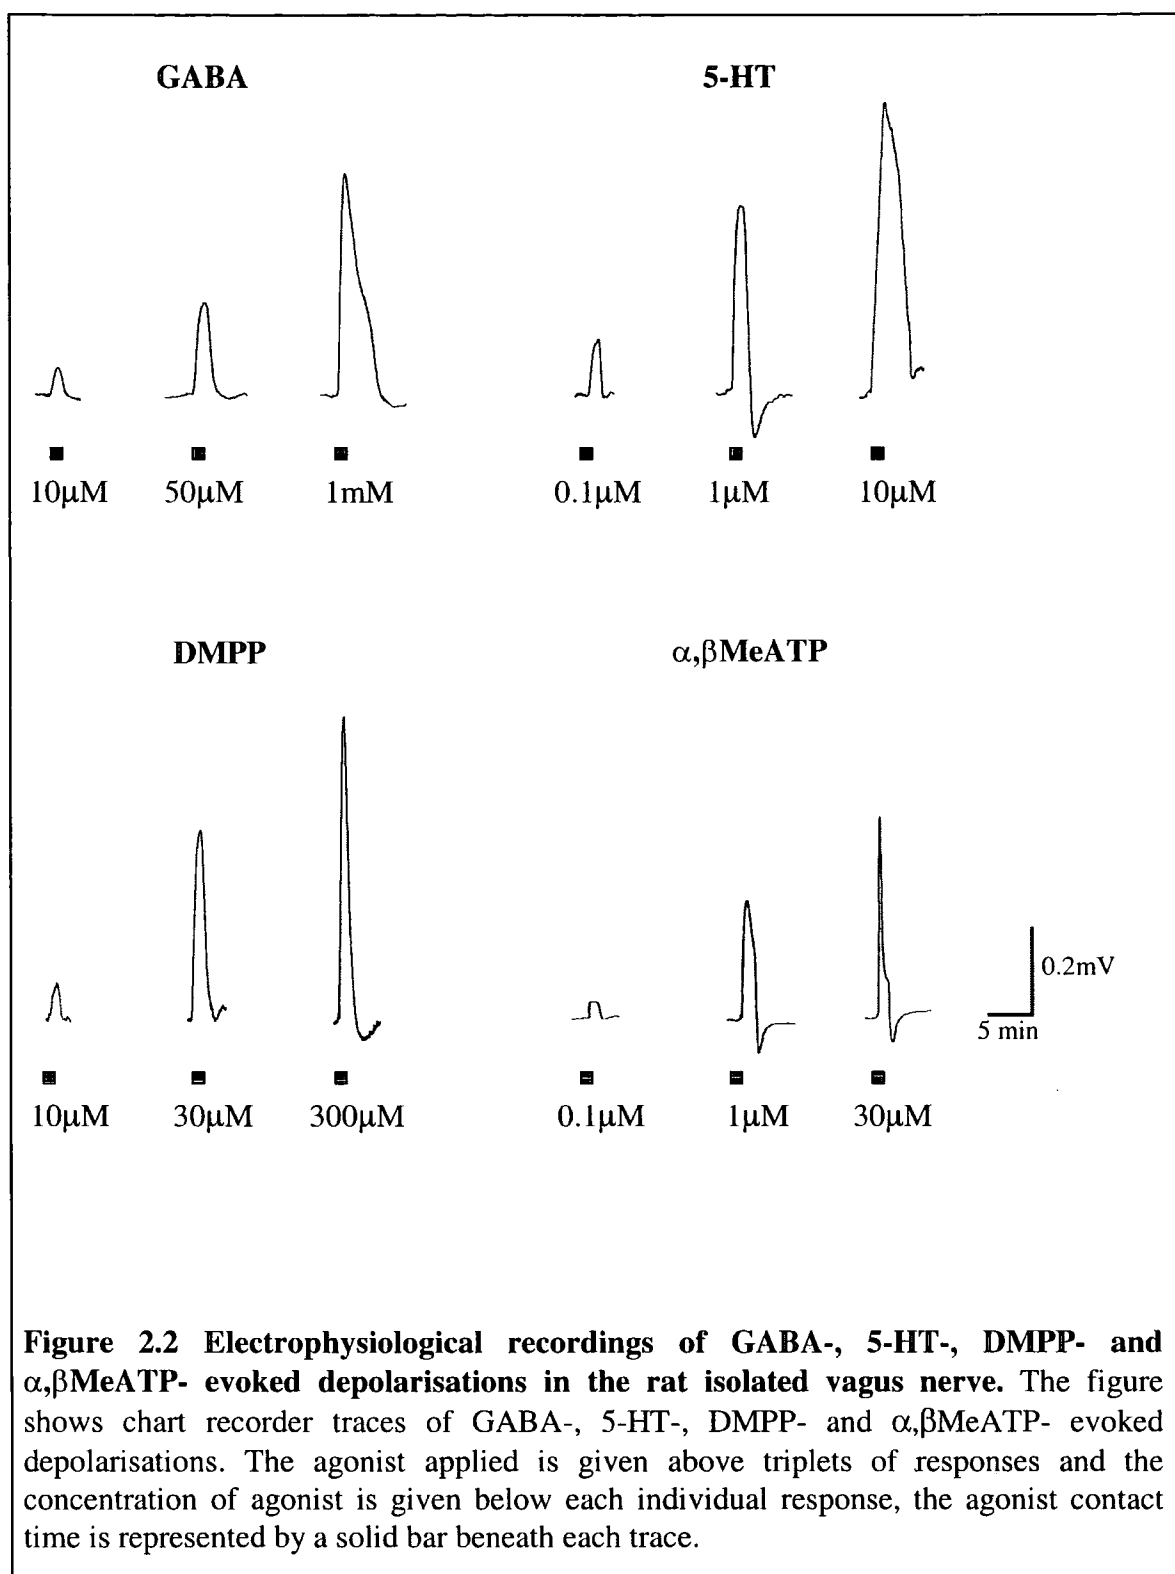 GABA 5-HT
10µM 50µM 1mM 0.1µM 1µM 10µM
DMPP α,βMeATP
0.2mV
5 min
10µM 30µM 300µM 0.1µM 1µM 30µM
Figure 2.2 Electrophysiological recordings of GABA-, 5-HT-, DMPP- and
α,βMeATP- evoked depolarisations in the rat isolated vagus nerve. The figure
shows chart recorder traces of GABA-, 5-HT-, DMPP- and α,βMeATP- evoked
depolarisations. The agonist applied is given above triplets of responses and the
concentration of agonist is given below each individual response, the agonist contact
time is represented by a solid bar beneath each trace.